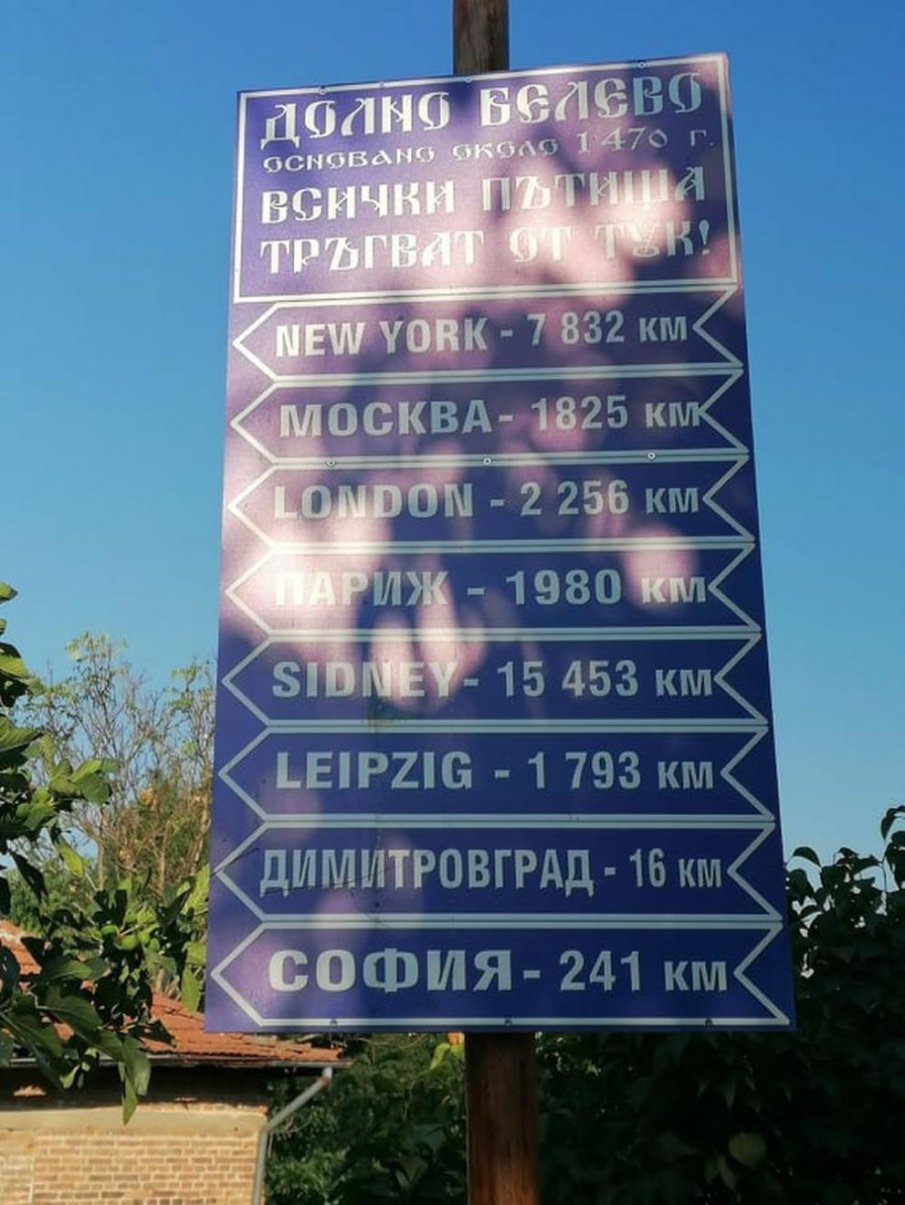 ДОЛНО БЕЛЕВО
ОСНОВАНО ОКОЛО 1470 Г.
ВСИЧКИ ПЪТИЩА
ТРЪГВАТ ОТ ТУК!
NEW YORK - 7 832 КМ
МОСКВА - 1825 КМ
LONDON - 2 256 КМ
ПАРИЖ - 1980 КМ
SIDNEY - 15 453 КМ
LEIPZIG - 1 793 КМ
ДИМИТРОВГРАД - 16 КМ
СОФИЯ - 241 КМ